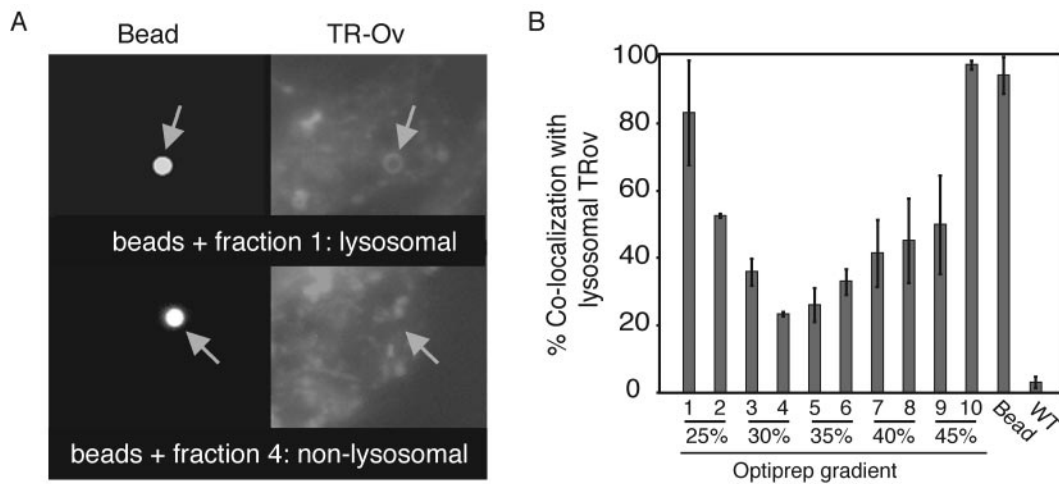 A
Bead
TR-Ov
beads + fraction 1: lysosomal
beads + fraction 4: non-lysosomal
B
% Co-localization with
lysosomal TRov
100
80
60
40
20
0
1 2 3 4 5 6 7 8 9 10 Bead WT
25% 30% 35% 40% 45%
Optiprep gradient